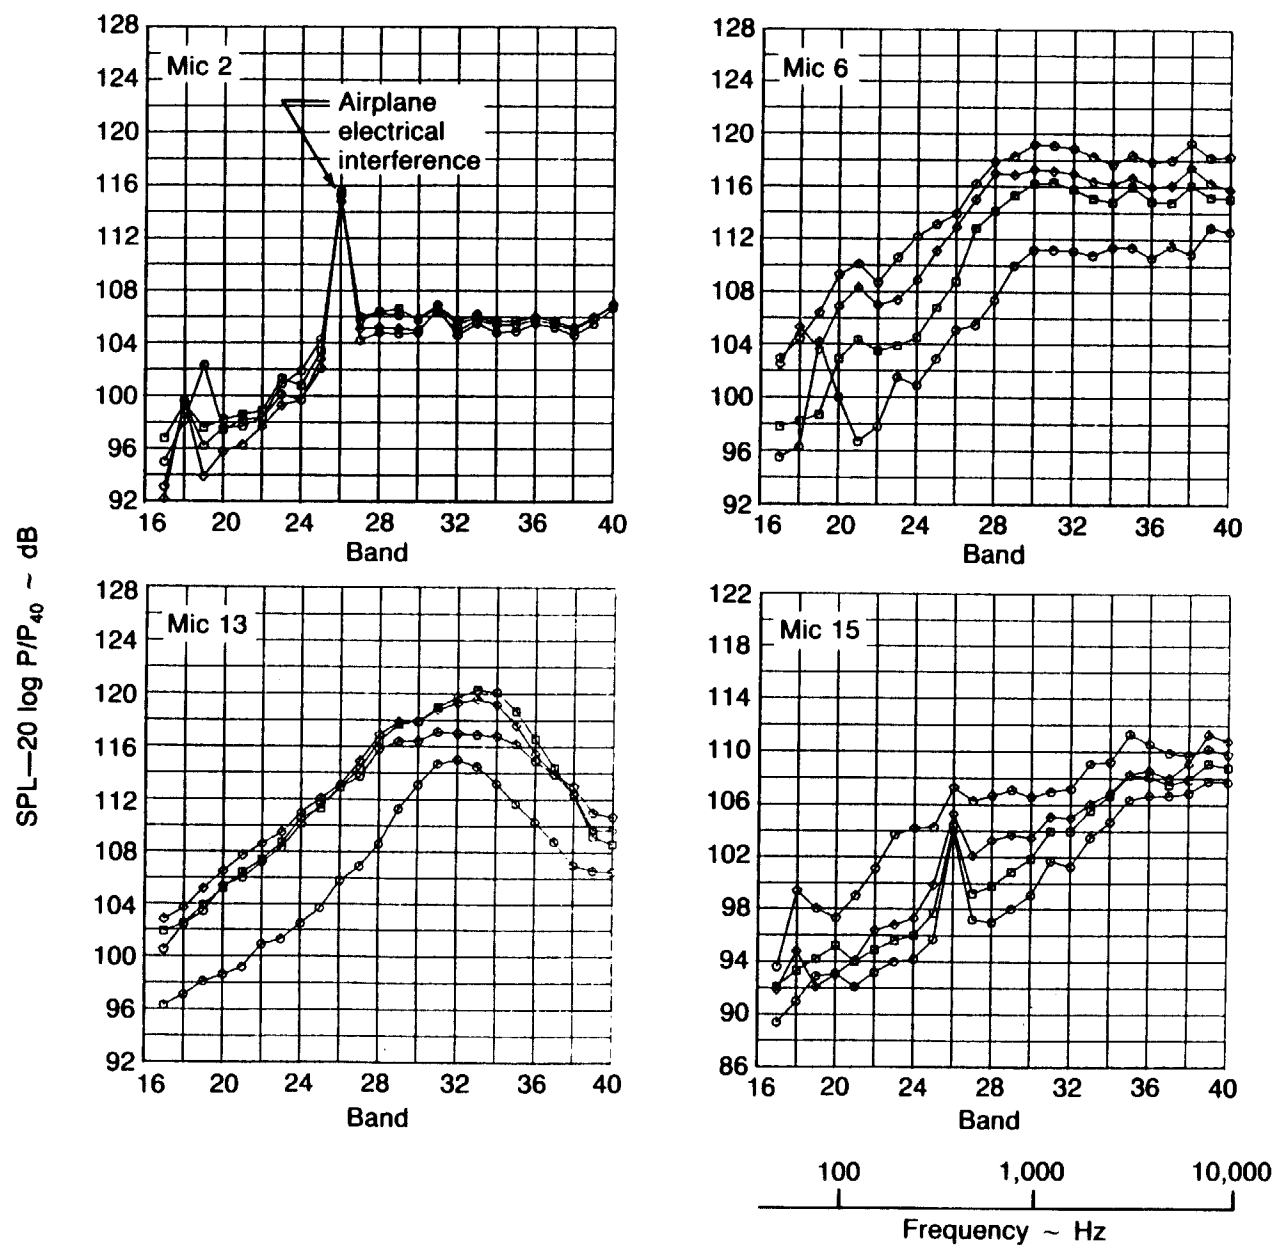 128
124
120
116
112
108
104
100
96
92
Mic 2
Airplane
electrical
interference
16 20 24 28 32 36 40
Band
128
124
120
116
112
108
104
100
96
92
Mic 6
16 20 24 28 32 36 40
Band
SPL—20 log P/P40 ~ dB
128
124
120
116
112
108
104
100
96
92
Mic 13
16 20 24 28 32 36 40
Band
122
118
114
110
106
102
98
94
90
86
Mic 15
16 20 24 28 32 36 40
Band
100 1,000 10,000
Frequency ~ Hz